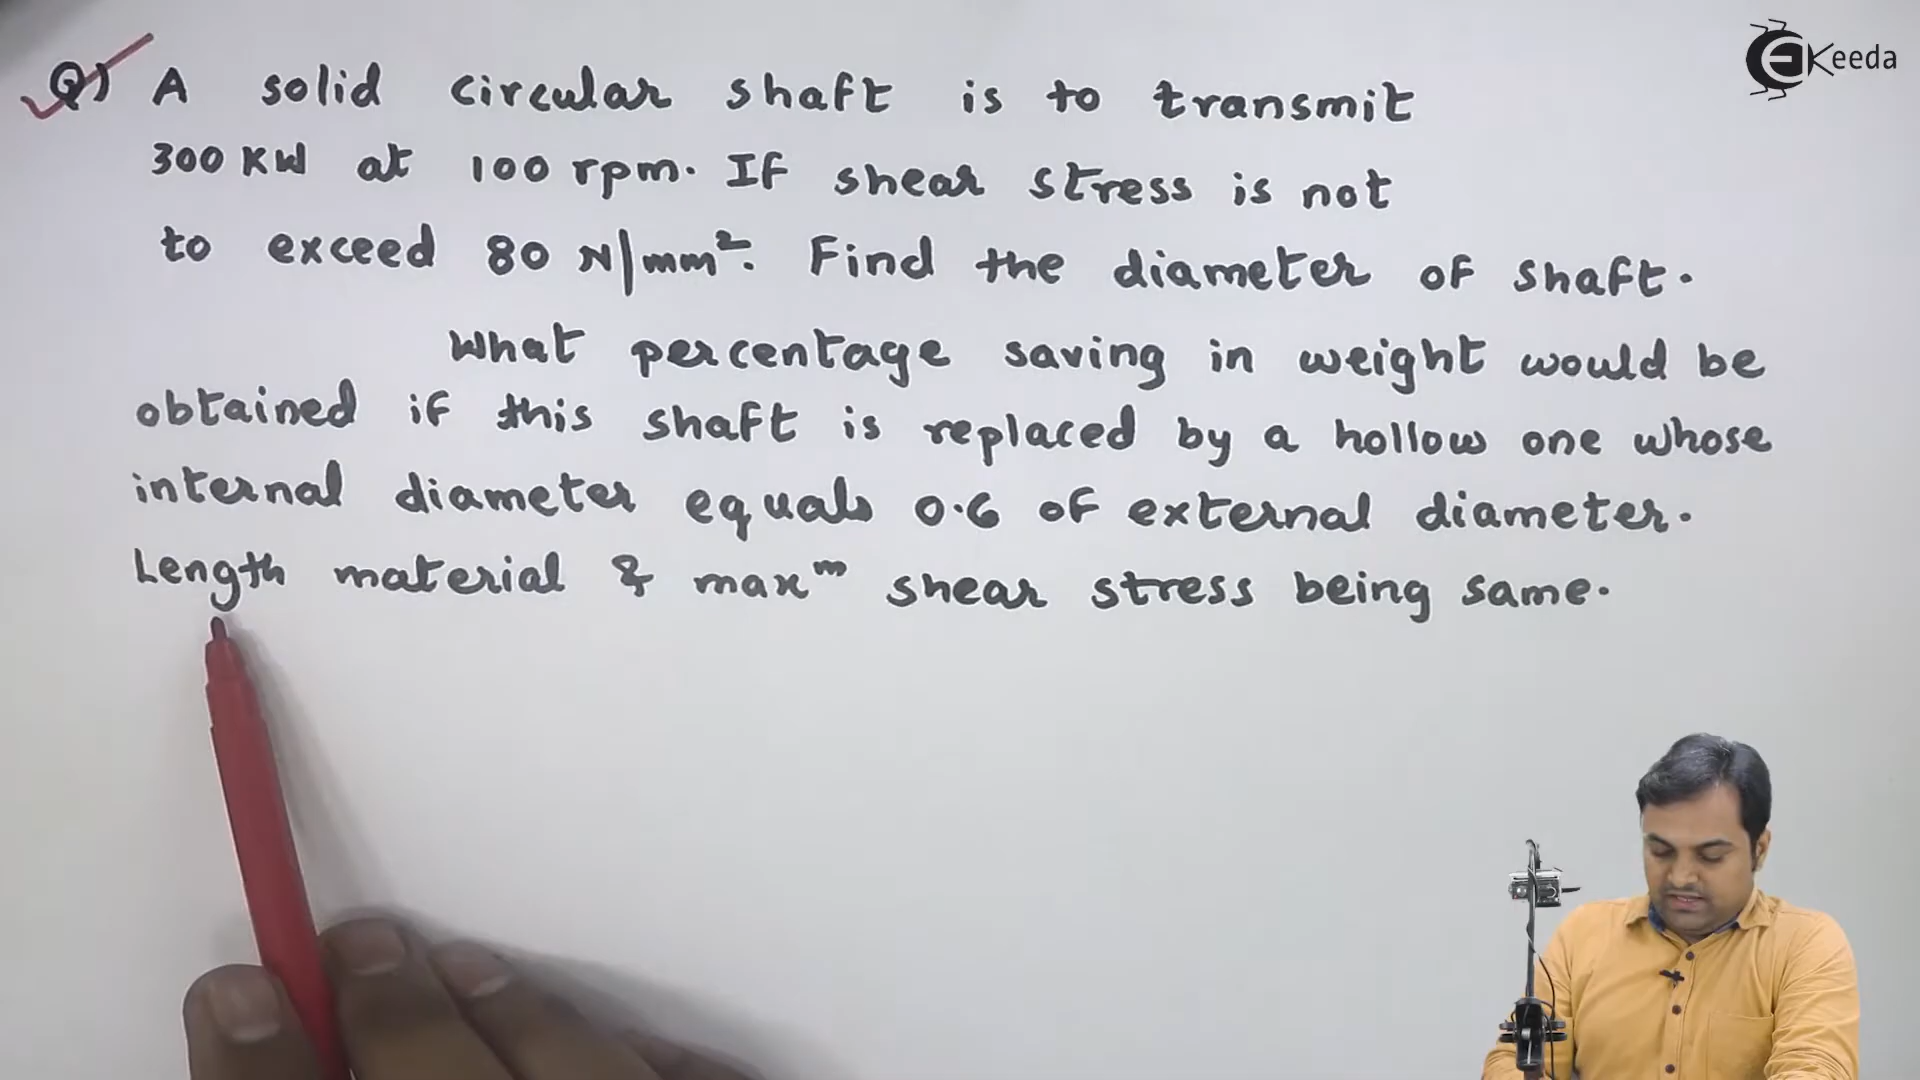 EKeeda
Q) A solid circular shaft is to transmit
300 KW at 100 rpm. If shear stress is not
to exceed 80 N/mm². Find the diameter of shaft.
What percentage saving in weight would be
obtained if this shaft is replaced by a hollow one whose
internal diameter equals 0.6 of external diameter.
Length material & maxᵐ shear stress being same.